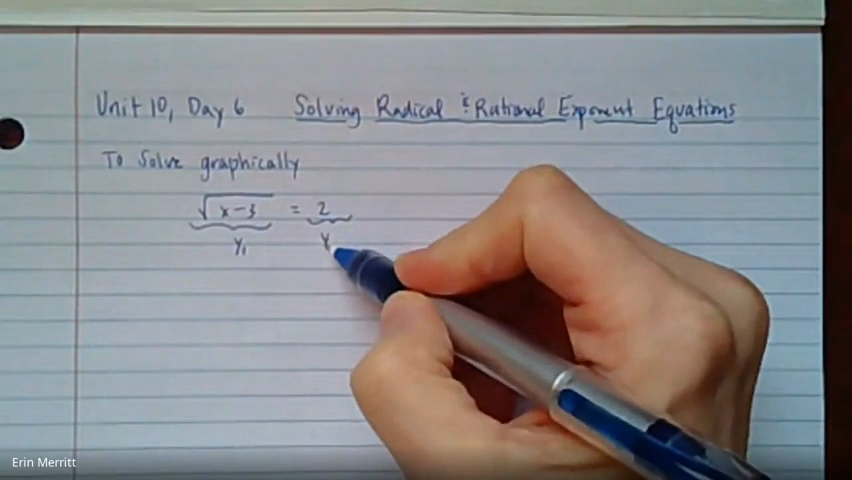 Unit 10, Day 6 Solving Radical & Rational Exponent Equations
To Solve graphically
√x-3 = 2
y₁ y
Erin Merritt